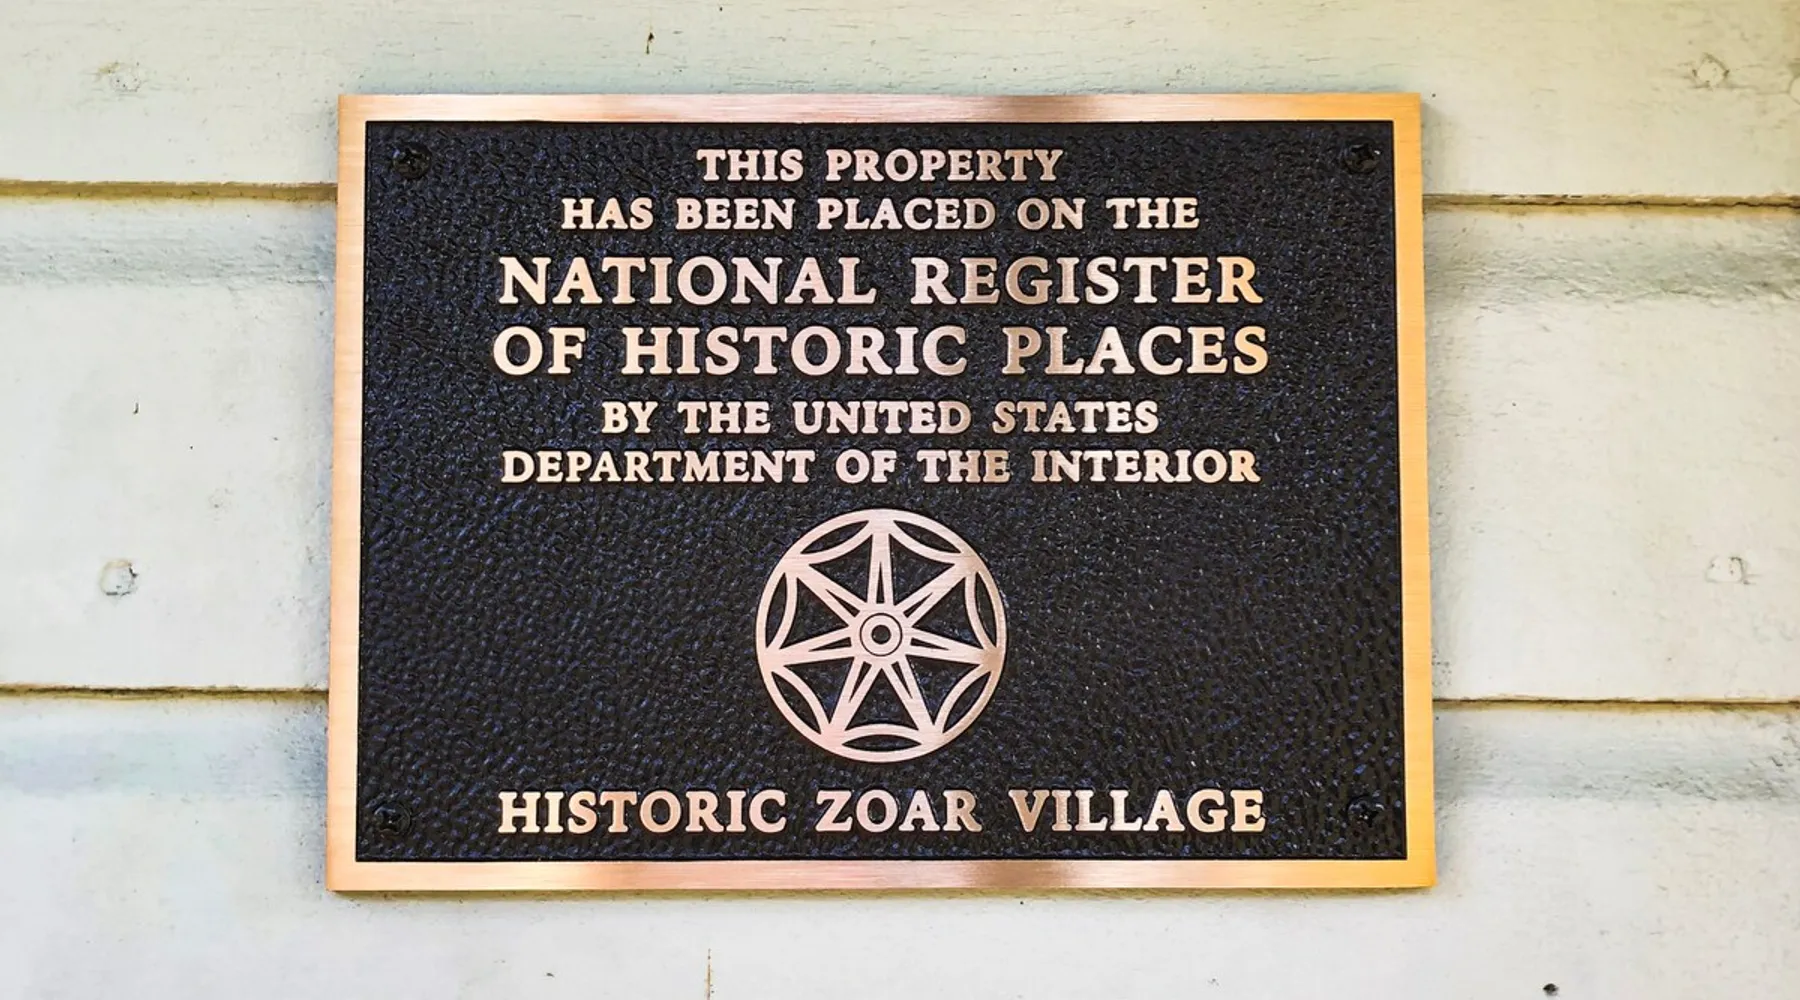 THIS PROPERTY
HAS BEEN PLACED ON THE
NATIONAL REGISTER
OF HISTORIC PLACES
BY THE UNITED STATES
DEPARTMENT OF THE INTERIOR
HISTORIC ZOAR VILLAGE